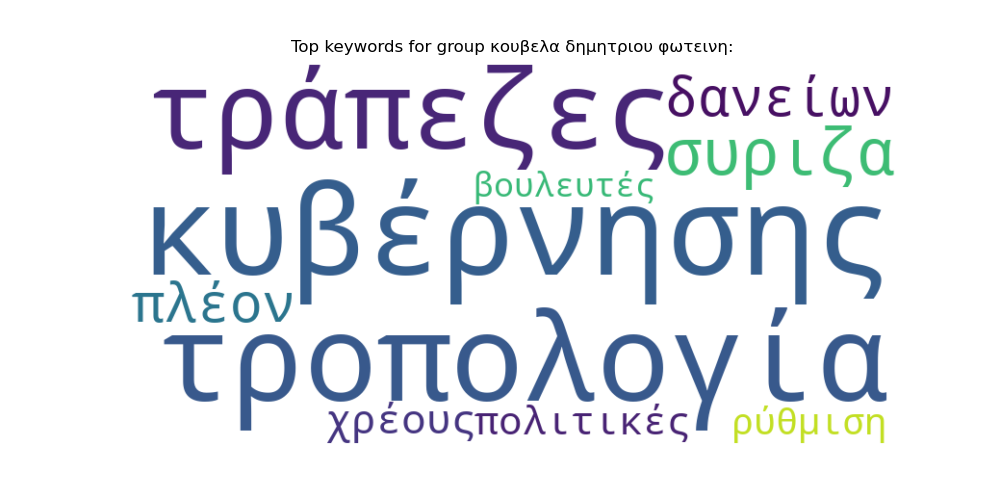 Top keywords for group κουβελα δημητριου φωτεινη:
τράπεζες δανείων
συριζα
βουλευτές
κυβέρνησης
πλέον
τροπολογία
χρέους πολιτικές ρύθμιση